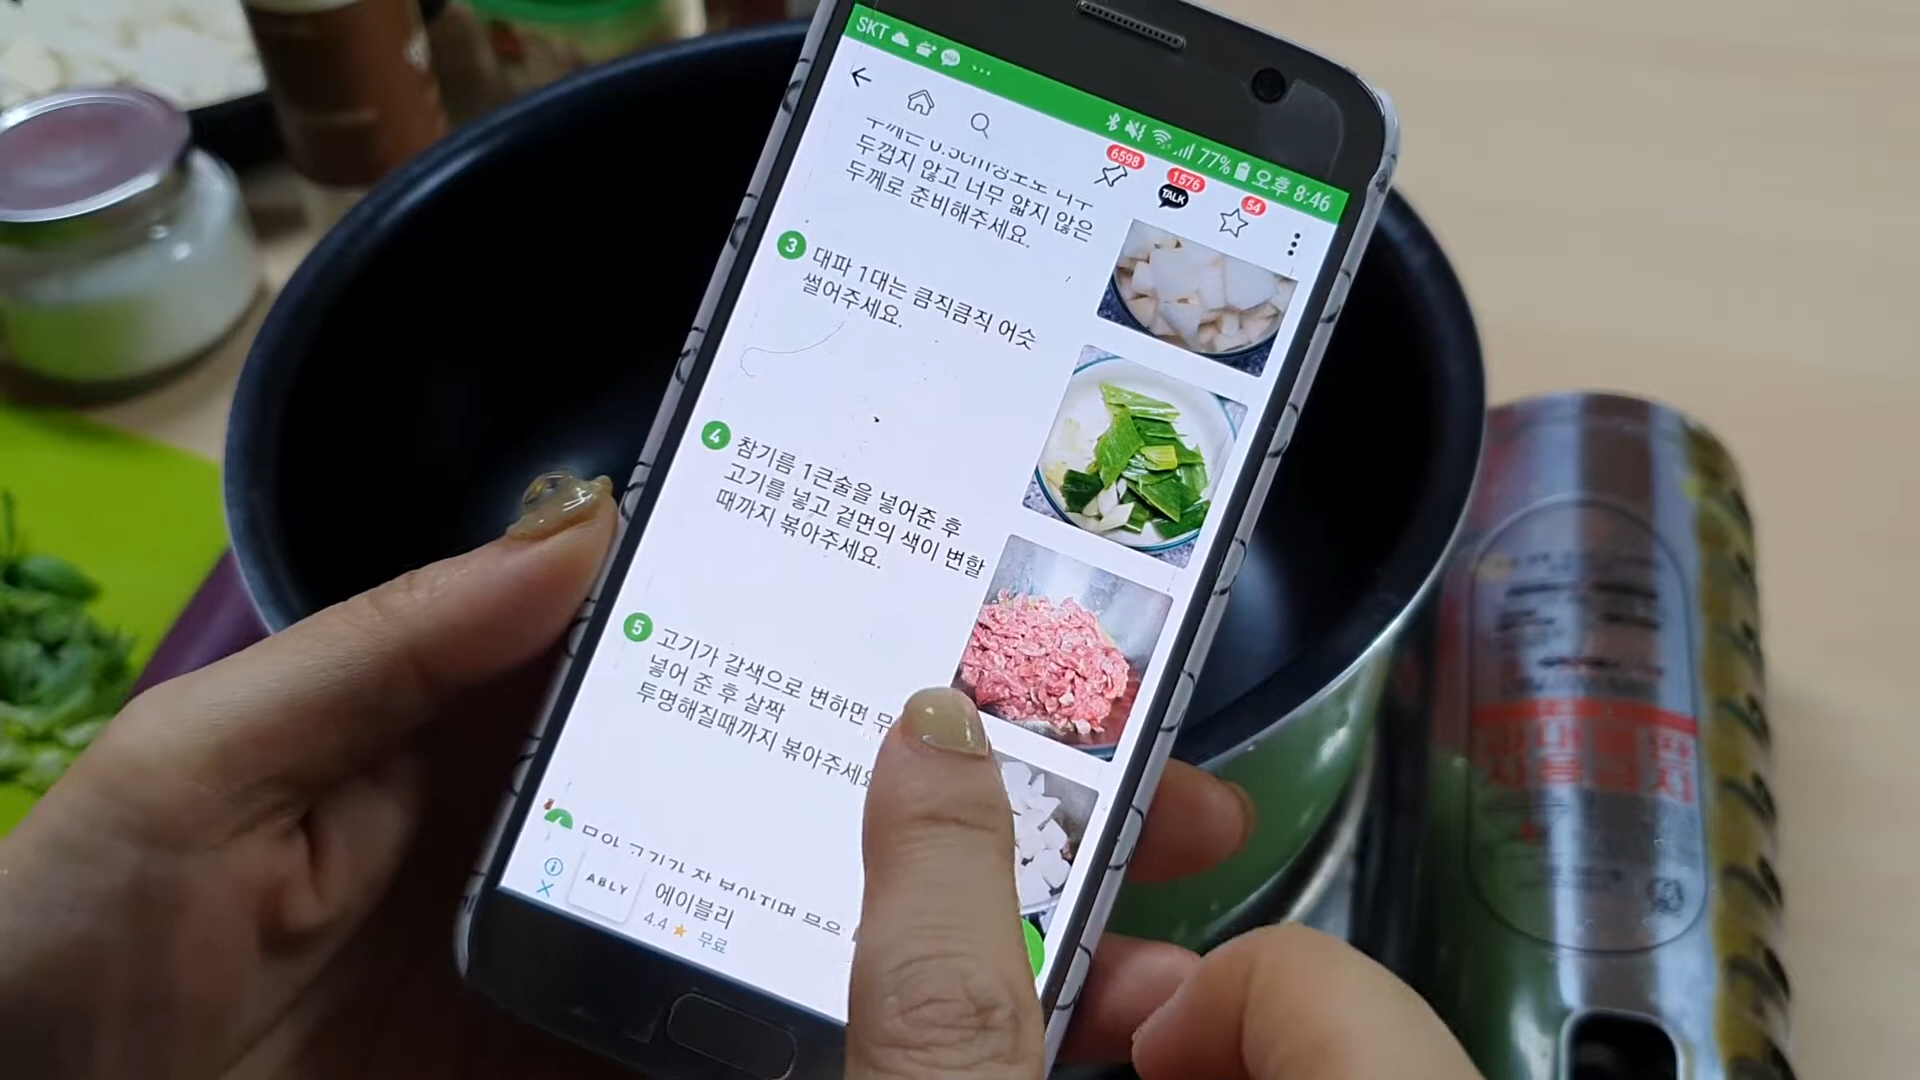 SKT
77% 오후 8:46
6598
1576
TALK
54
두껍지 않고 너무 얇지 않은
두께로 준비해주세요.
3 대파 1대는 큼직큼직 어슷
썰어주세요.
4 참기름 1큰술을 넣어준 후
고기를 넣고 겉면의 색이 변할
때까지 볶아주세요.
5 고기가 갈색으로 변하면
넣어 준 후 살짝
투명해질때까지 볶아주세요
ABLY
에이블리
4.4 ★ 무료